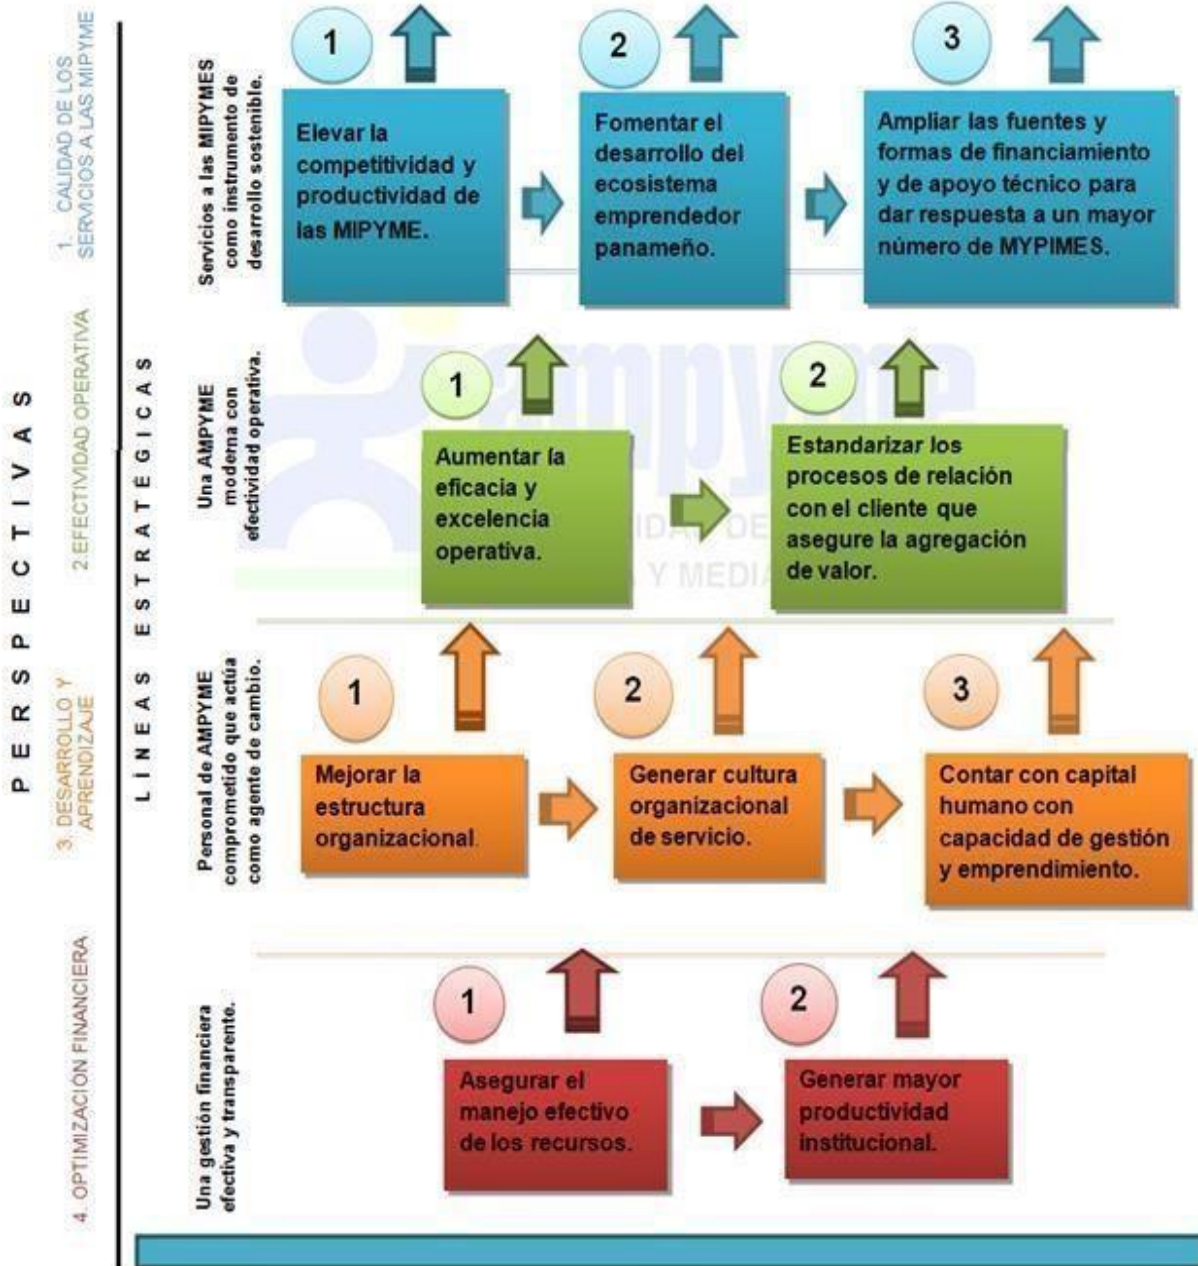 PERSPECTIVAS
LÍNEAS ESTRATÉGICAS
1. CALIDAD DE LOS
SERVICIOS A LAS MIPYME
Servicios a las MIPYMES
como instrumento de
desarrollo sostenible.
1
Elevar la
competitividad y
productividad de
las MIPYME.
2
Fomentar el
desarrollo del
ecosistema
emprendedor
panameño.
3
Ampliar las fuentes y
formas de financiamiento
y de apoyo técnico para
dar respuesta a un mayor
número de MYPIMES.
2.EFECTIVIDAD OPERATIVA
Una AMPYME
moderna con
efectividad operativa.
1
Aumentar la
eficacia y
excelencia
operativa.
2
Estandarizar los
procesos de relación
con el cliente que
asegure la agregación
de valor.
ampyme
DE
Y MEDIA
3. DESARROLLO Y
APRENDIZAJE
Personal de AMPYME
comprometido que actúa
como agente de cambio.
1
Mejorar la
estructura
organizacional.
2
Generar cultura
organizacional
de servicio.
3
Contar con capital
humano con
capacidad de gestión
y emprendimiento.
4. OPTIMIZACIÓN FINANCIERA
Una gestión financiera
efectiva y transparente.
1
Asegurar el
manejo efectivo
de los recursos.
2
Generar mayor
productividad
institucional.